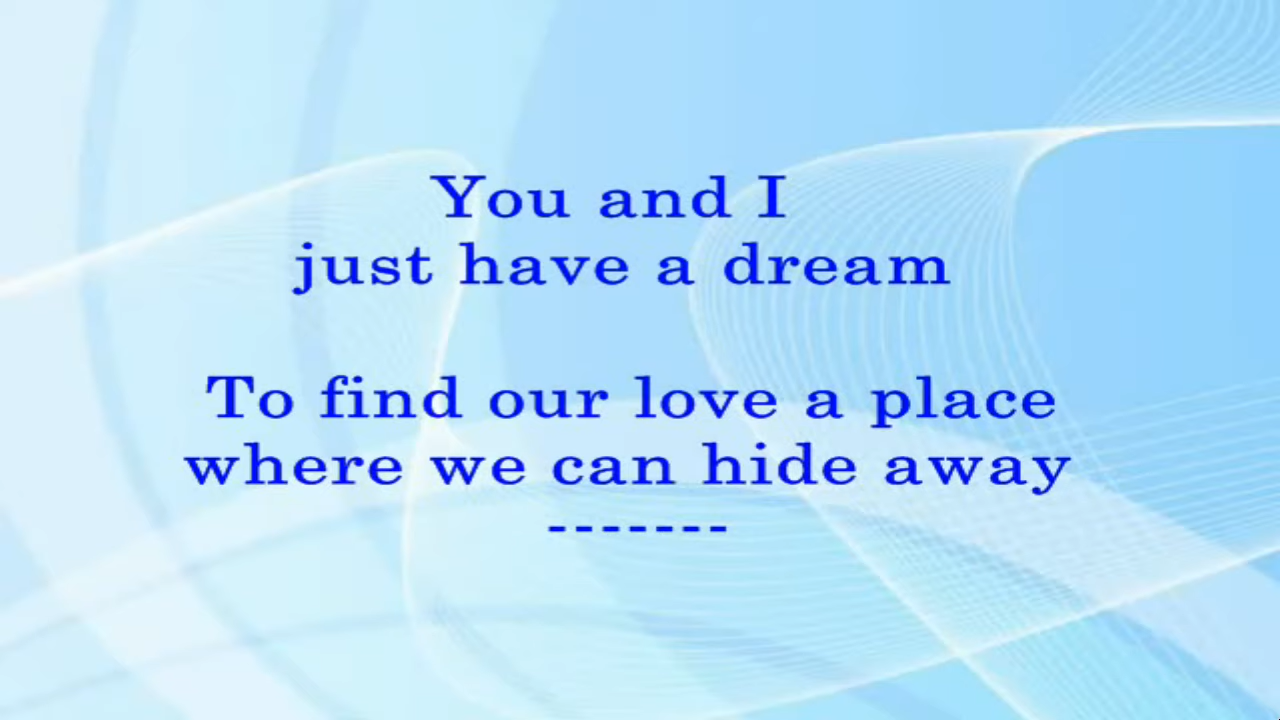 You and I
just have a dream
To find our love a place
where we can hide away
-------